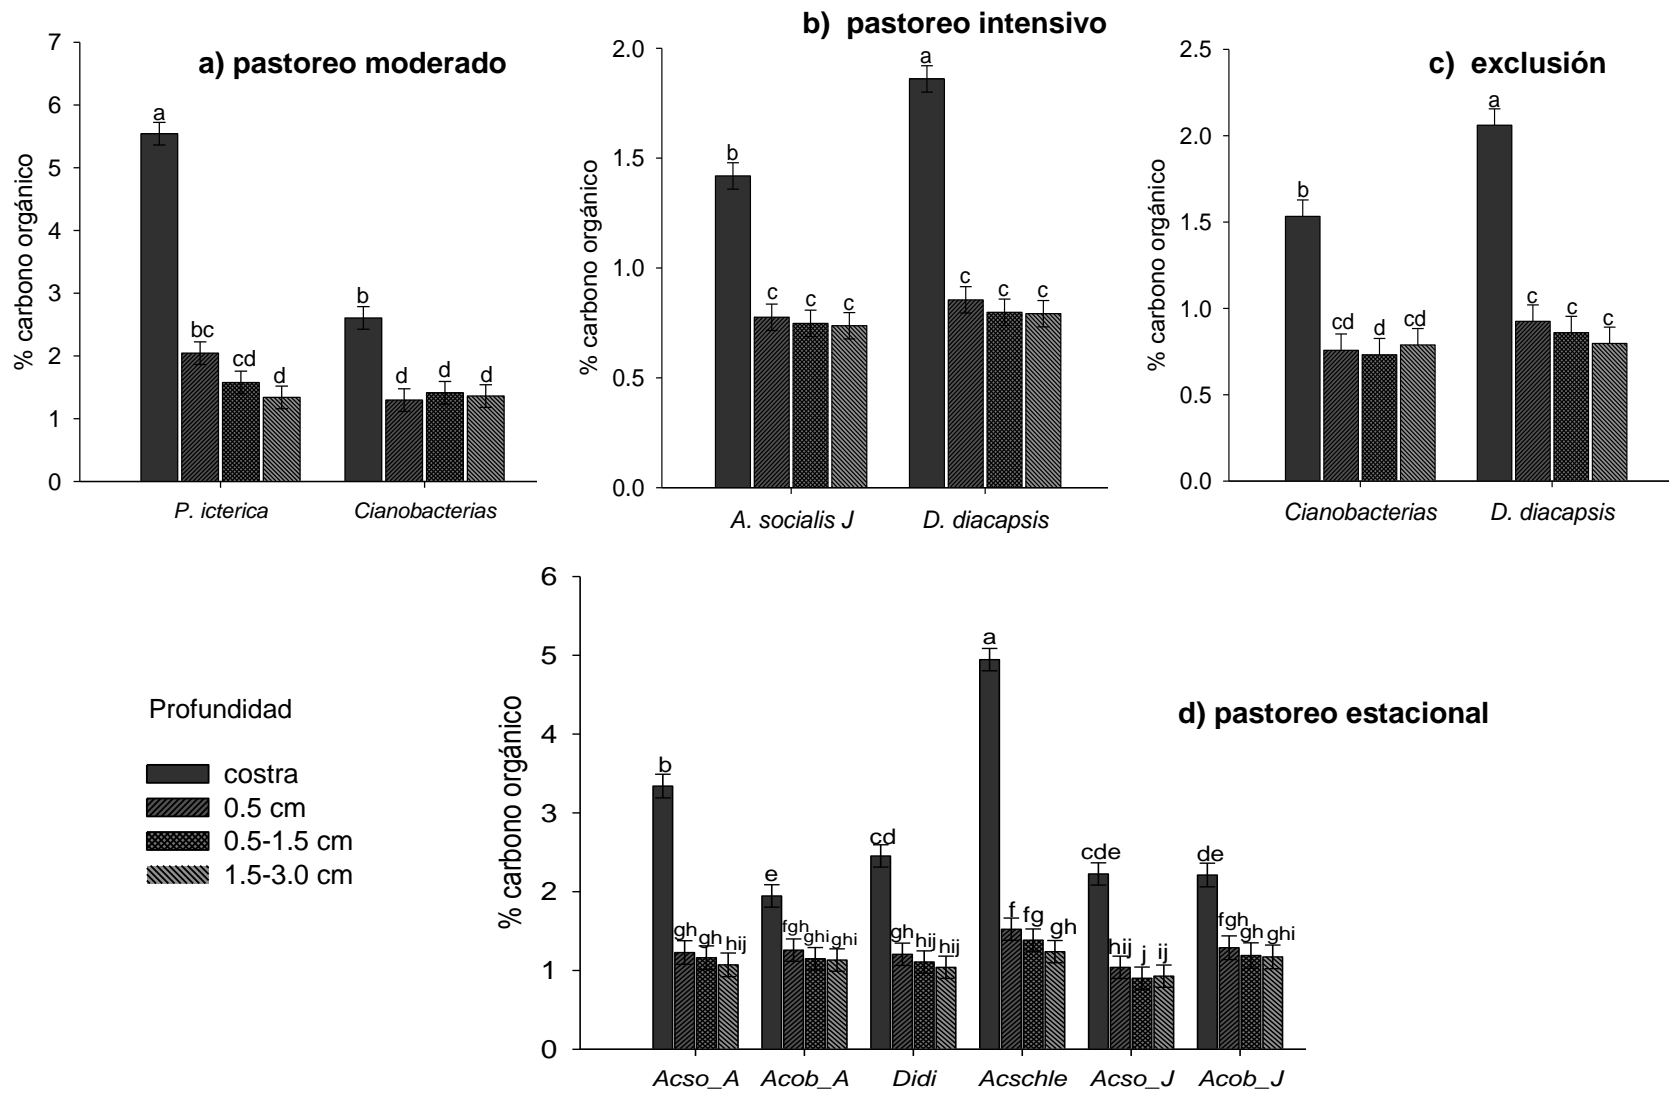 a) pastoreo moderado
% carbono orgánico
7
6
5
4
3
2
1
0
a
bc
cd
d
b
d
d
d
P. icterica
Cianobacterias
b) pastoreo intensivo
% carbono orgánico
2.0
1.5
1.0
0.5
0.0
b
c
c
c
a
c
c
c
A. socialis J
D. diacapsis
c) exclusión
% carbono orgánico
2.5
2.0
1.5
1.0
0.5
0.0
b
cd
d
cd
a
c
c
c
Cianobacterias
D. diacapsis
Profundidad
costra
0.5 cm
0.5-1.5 cm
1.5-3.0 cm
d) pastoreo estacional
% carbono orgánico
6
5
4
3
2
1
0
b
gh
gh
hij
e
fgh
ghi
ghi
cd
gh
hij
hij
a
f
fg
gh
cde
hij
j
ij
de
fgh
gh
ghi
Acso_A
Acob_A
Didi
Acschle
Acso_J
Acob_J